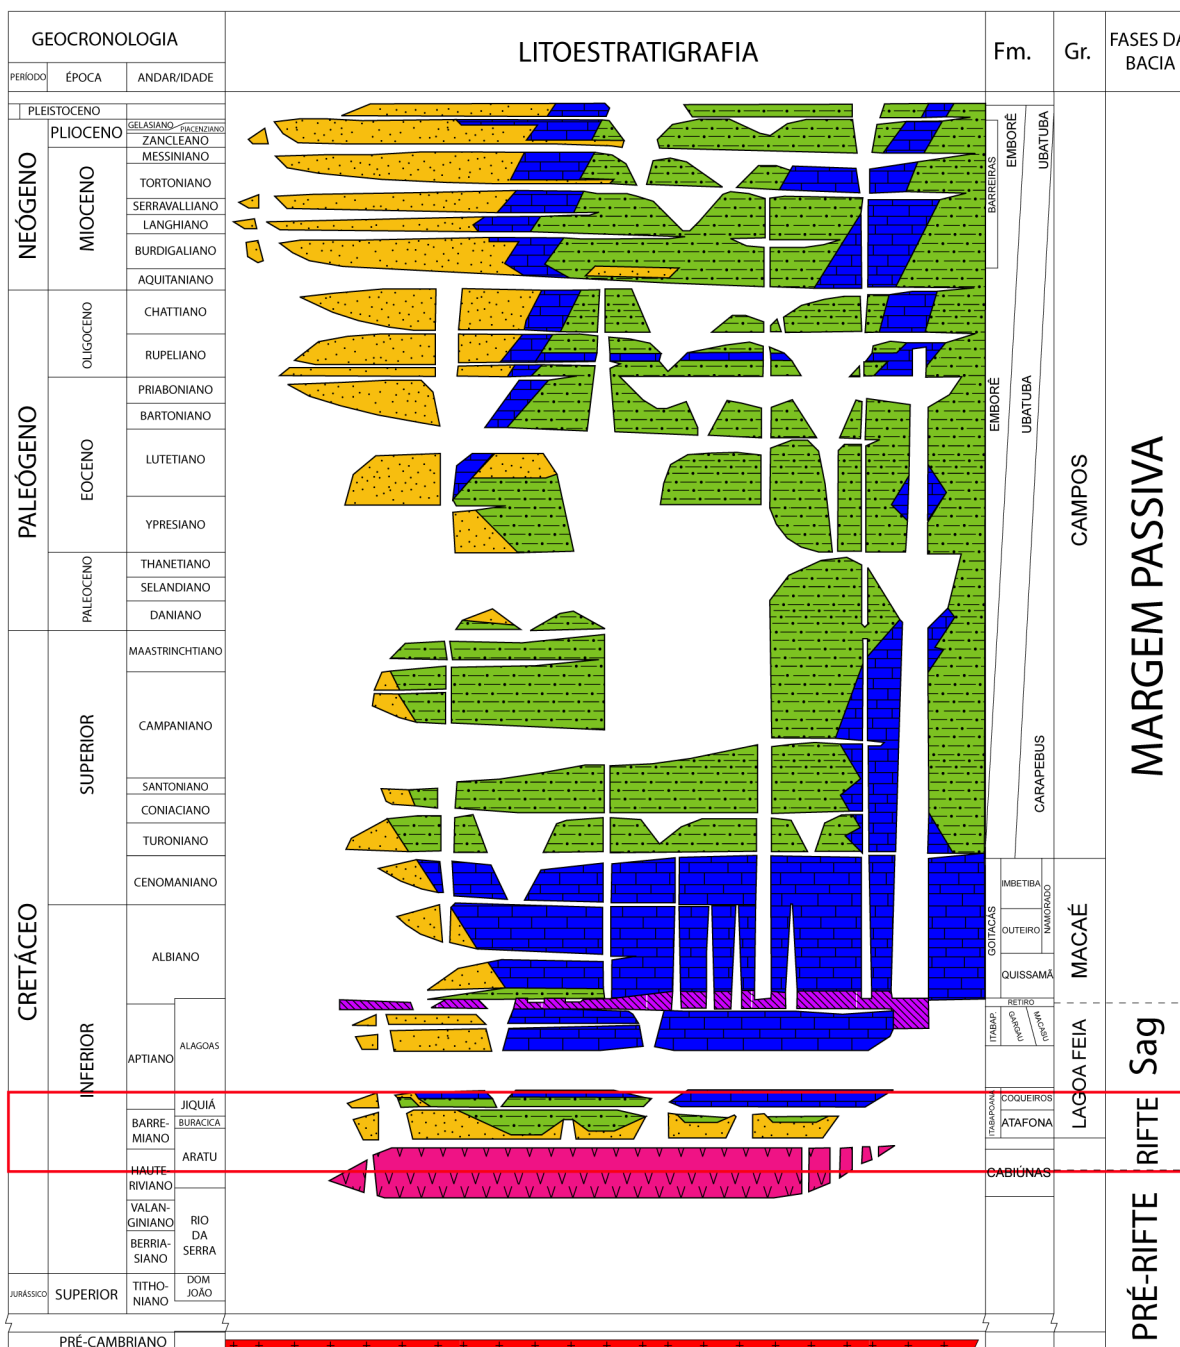 GEOCRONOLOGIA
LITOESTRATIGRAFIA
Fm.
Gr.
FASES DA
BACIA
PERÍODO
ÉPOCA
ANDAR/IDADE
PLEISTOCENO
NEÓGENO
PLIOCENO
GELASIANO
PIACENZIANO
ZANCLEANO
MIOCENO
MESSINIANO
TORTONIANO
SERRAVALLIANO
LANGHIANO
BURDIGALIANO
AQUITANIANO
PALEÓGENO
OLIGOCENO
CHATTIANO
RUPELIANO
EOCENO
PRIABONIANO
BARTONIANO
LUTETIANO
YPRESIANO
PALEOCENO
THANETIANO
SELANDIANO
DANIANO
CRETÁCEO
SUPERIOR
MAASTRINCHTIANO
CAMPANIANO
SANTONIANO
CONIACIANO
TURONIANO
CENOMANIANO
INFERIOR
ALBIANO
APTIANO
ALAGOAS
JIQUIÁ
BARRE-
MIANO
BURACICA
ARATU
HAUTE-
RIVIANO
VALAN-
GINIANO
BERRIA-
SIANO
RIO
DA
SERRA
JURÁSSICO
SUPERIOR
TITHO-
NIANO
DOM
JOÃO
PRÉ-CAMBRIANO
BARREIRAS
EMBORÊ
UBATUBA
EMBORÊ
UBATUBA
CARAPEBUS
CAMPOS
GOITACÁS
IMBETIBA
OUTEIRO
NAMORADO
QUISSAMÃ
MACAÉ
RETIRO
ITABAP.
GARGAÚ
MACABU
LAGOA FEIA
ITABAPOANA
COQUEIROS
ATAFONA
CABIÚNAS
MARGEM PASSIVA
Sag
RIFTE
PRÉ-RIFTE